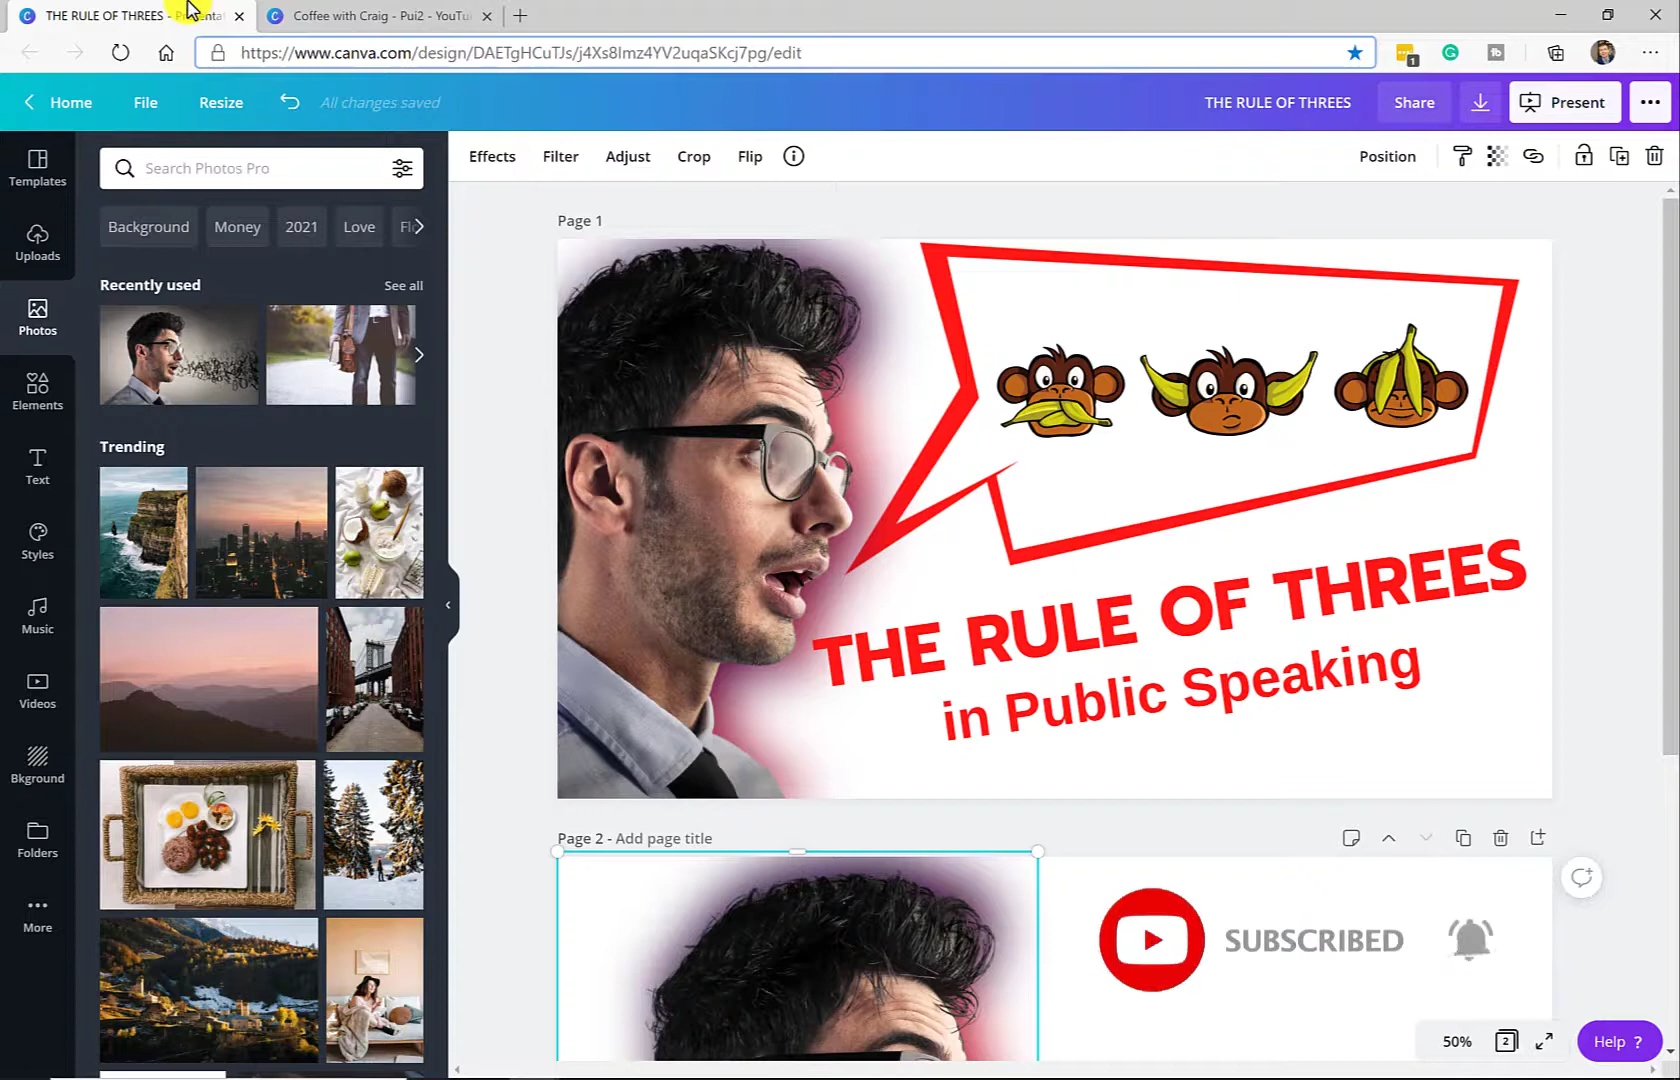 THE RULE OF THREES - Presentat
Coffee with Craig - Pui2 - YouTu
https://www.canva.com/design/DAETgHCuTJs/j4Xs8Imz4YV2uqaSKcj7pg/edit
1
Home
File
Resize
All changes saved
THE RULE OF THREES
Share
Present
Templates
Search Photos Pro
Effects
Filter
Adjust
Crop
Flip
Position
Background
Money
2021
Love
Flo
Uploads
Page 1
Recently used
See all
Photos
Elements
Trending
Text
Styles
Music
Videos
Bkground
Folders
More
THE RULE OF THREES
in Public Speaking
Page 2 - Add page title
SUBSCRIBED
50%
2
Help ?